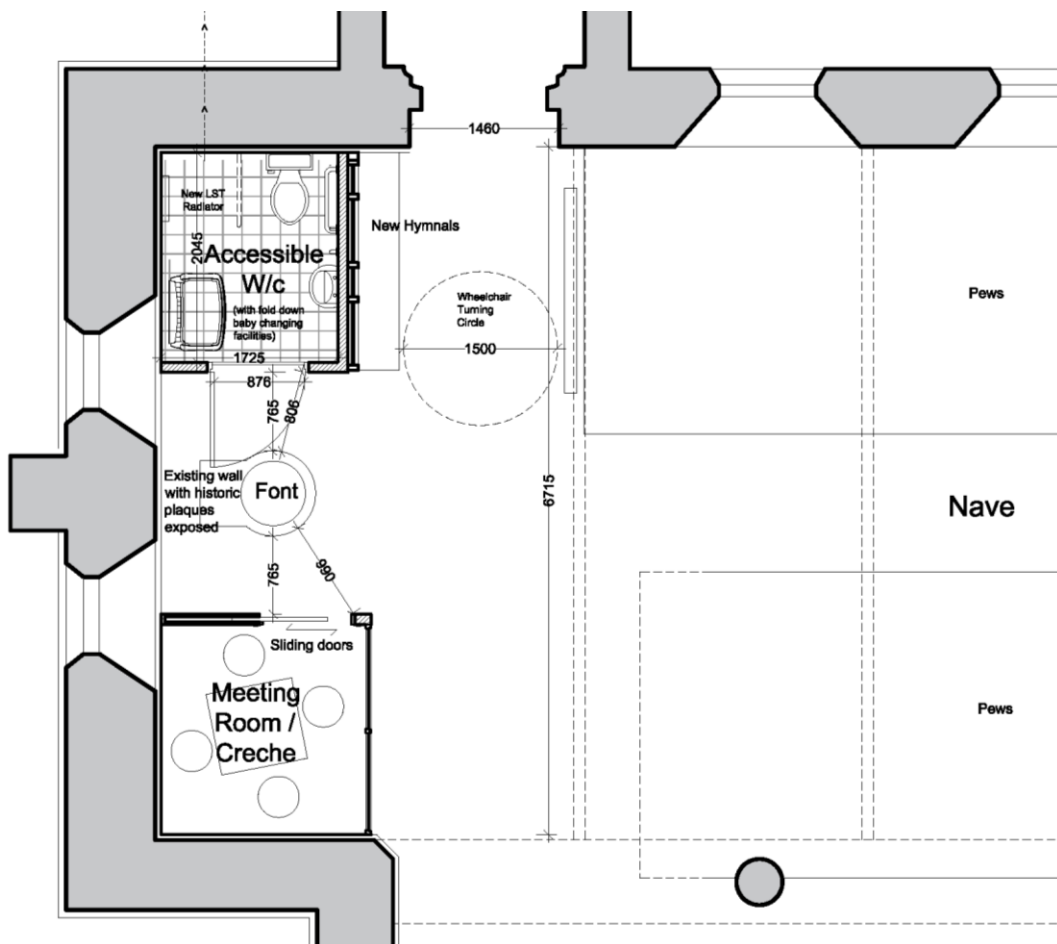 1460
New LST
Radiator
New Hymnals
2045
Accessible
W/c
(with fold down
baby changing
facilities)
Wheelchair
Turning
Circle
Pews
1500
1725
876
765
806
Existing wall
with historic
plaques
exposed
Font
6715
Nave
765
990
Sliding doors
Meeting
Room /
Creche
Pews